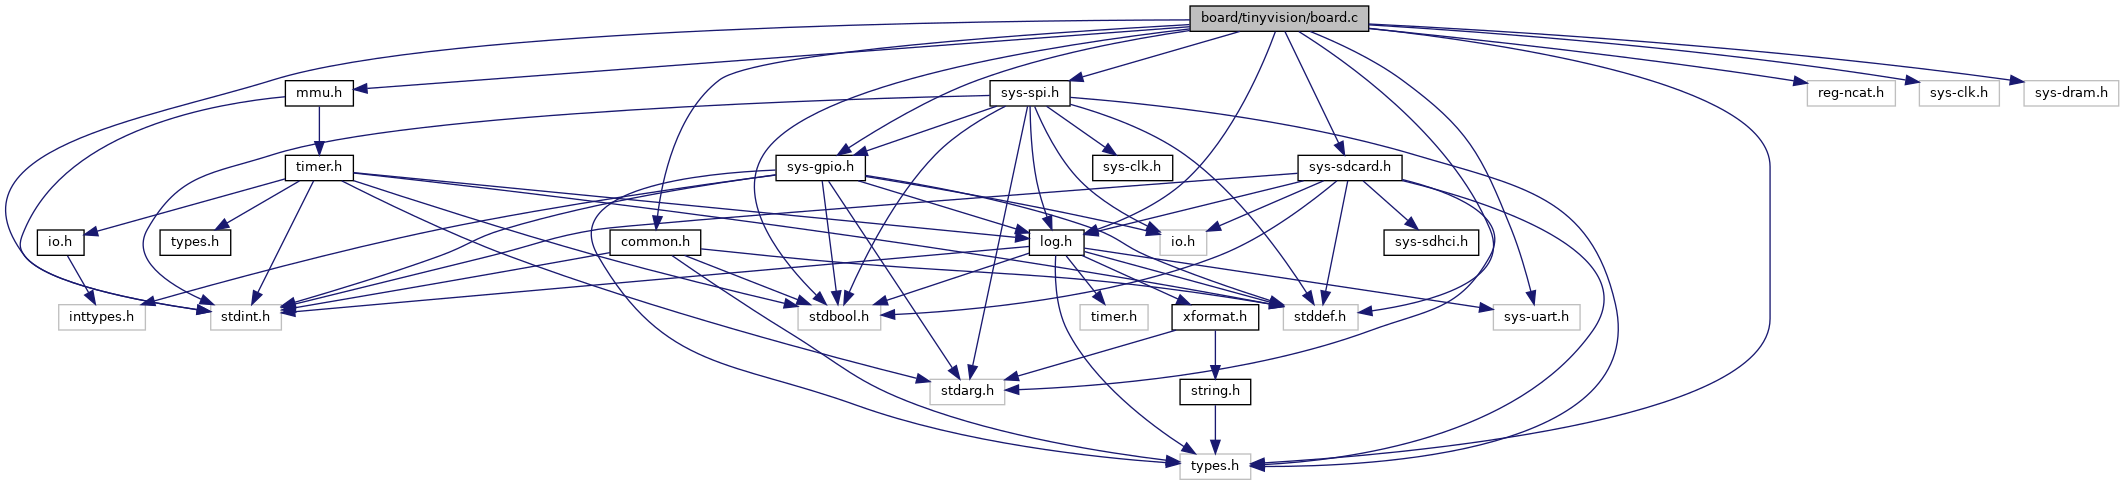 board/tinyvision/board.c
mmu.h
sys-spi.h
reg-ncat.h
sys-clk.h
sys-dram.h
timer.h
sys-gpio.h
sys-clk.h
sys-sdcard.h
io.h
types.h
common.h
log.h
io.h
sys-sdhci.h
inttypes.h
stdint.h
stdbool.h
timer.h
xformat.h
stddef.h
sys-uart.h
stdarg.h
string.h
types.h